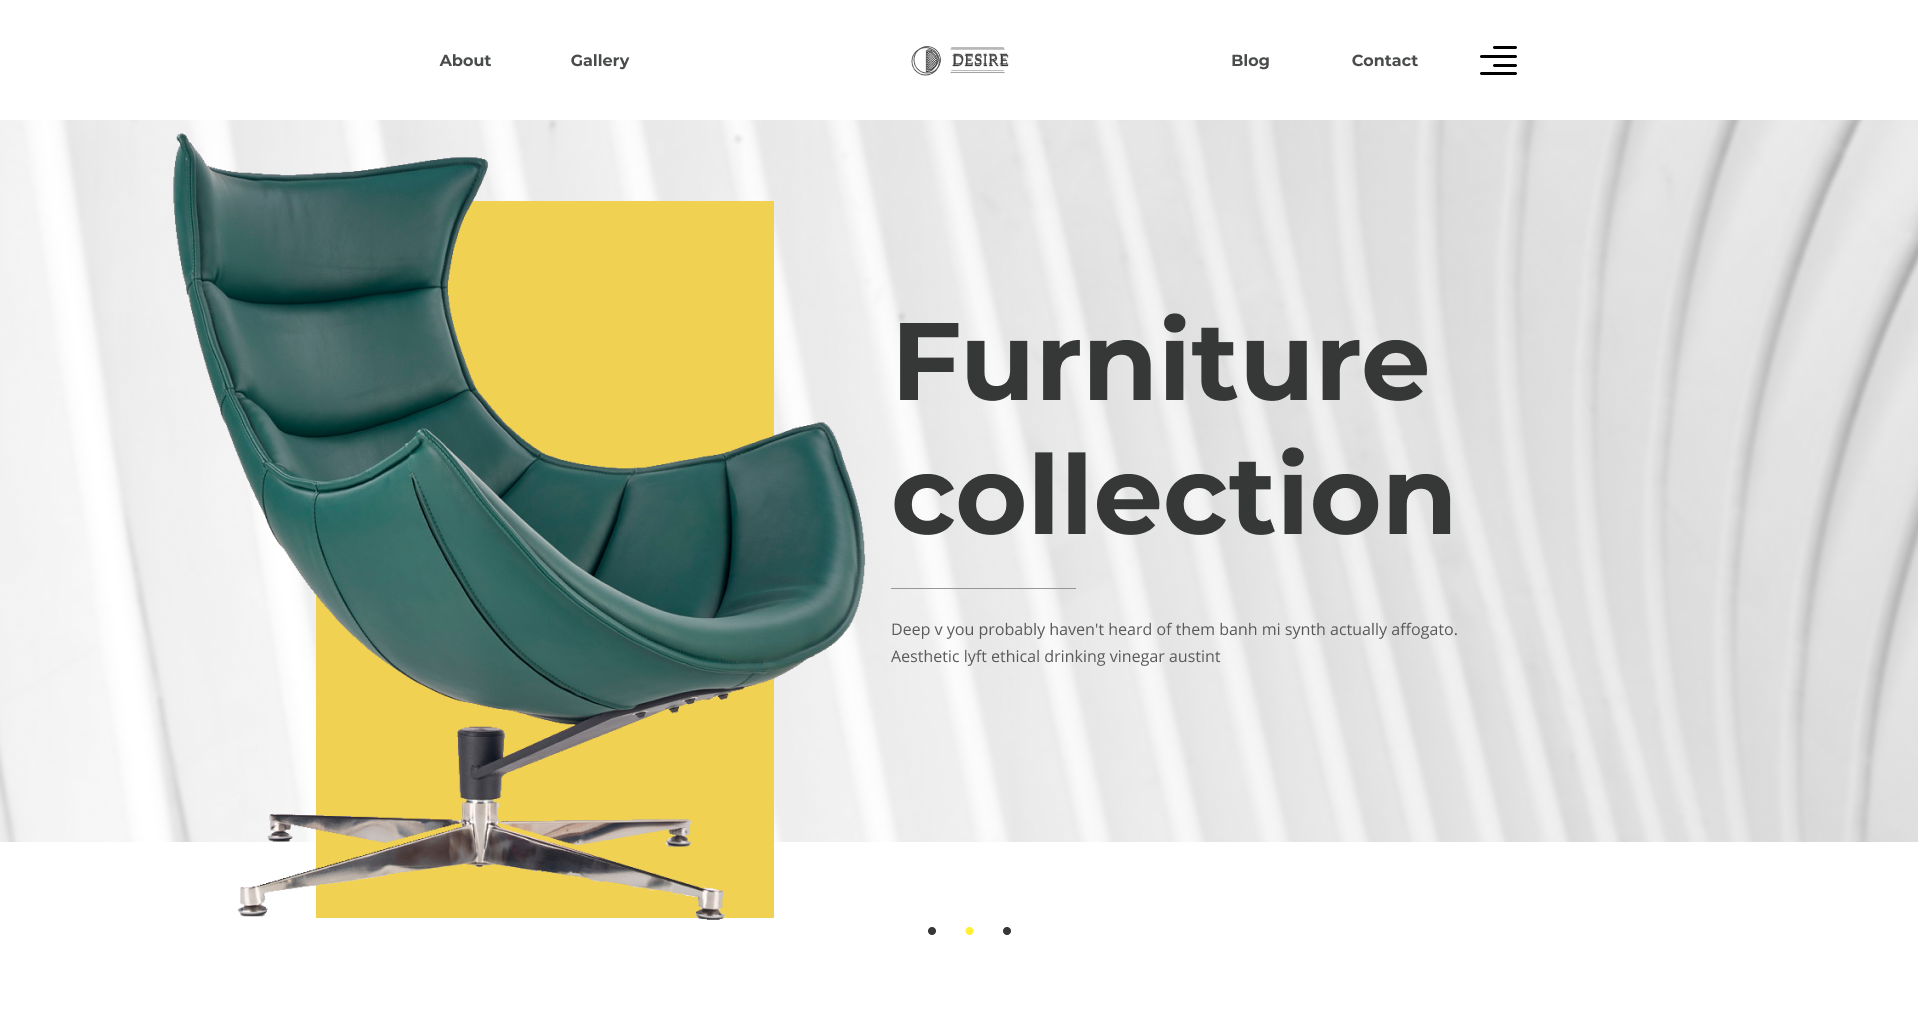 About
Gallery
DESIRE
Blog
Contact
Furniture
collection
Deep v you probably haven't heard of them banh mi synth actually affogato.
Aesthetic lyft ethical drinking vinegar austint